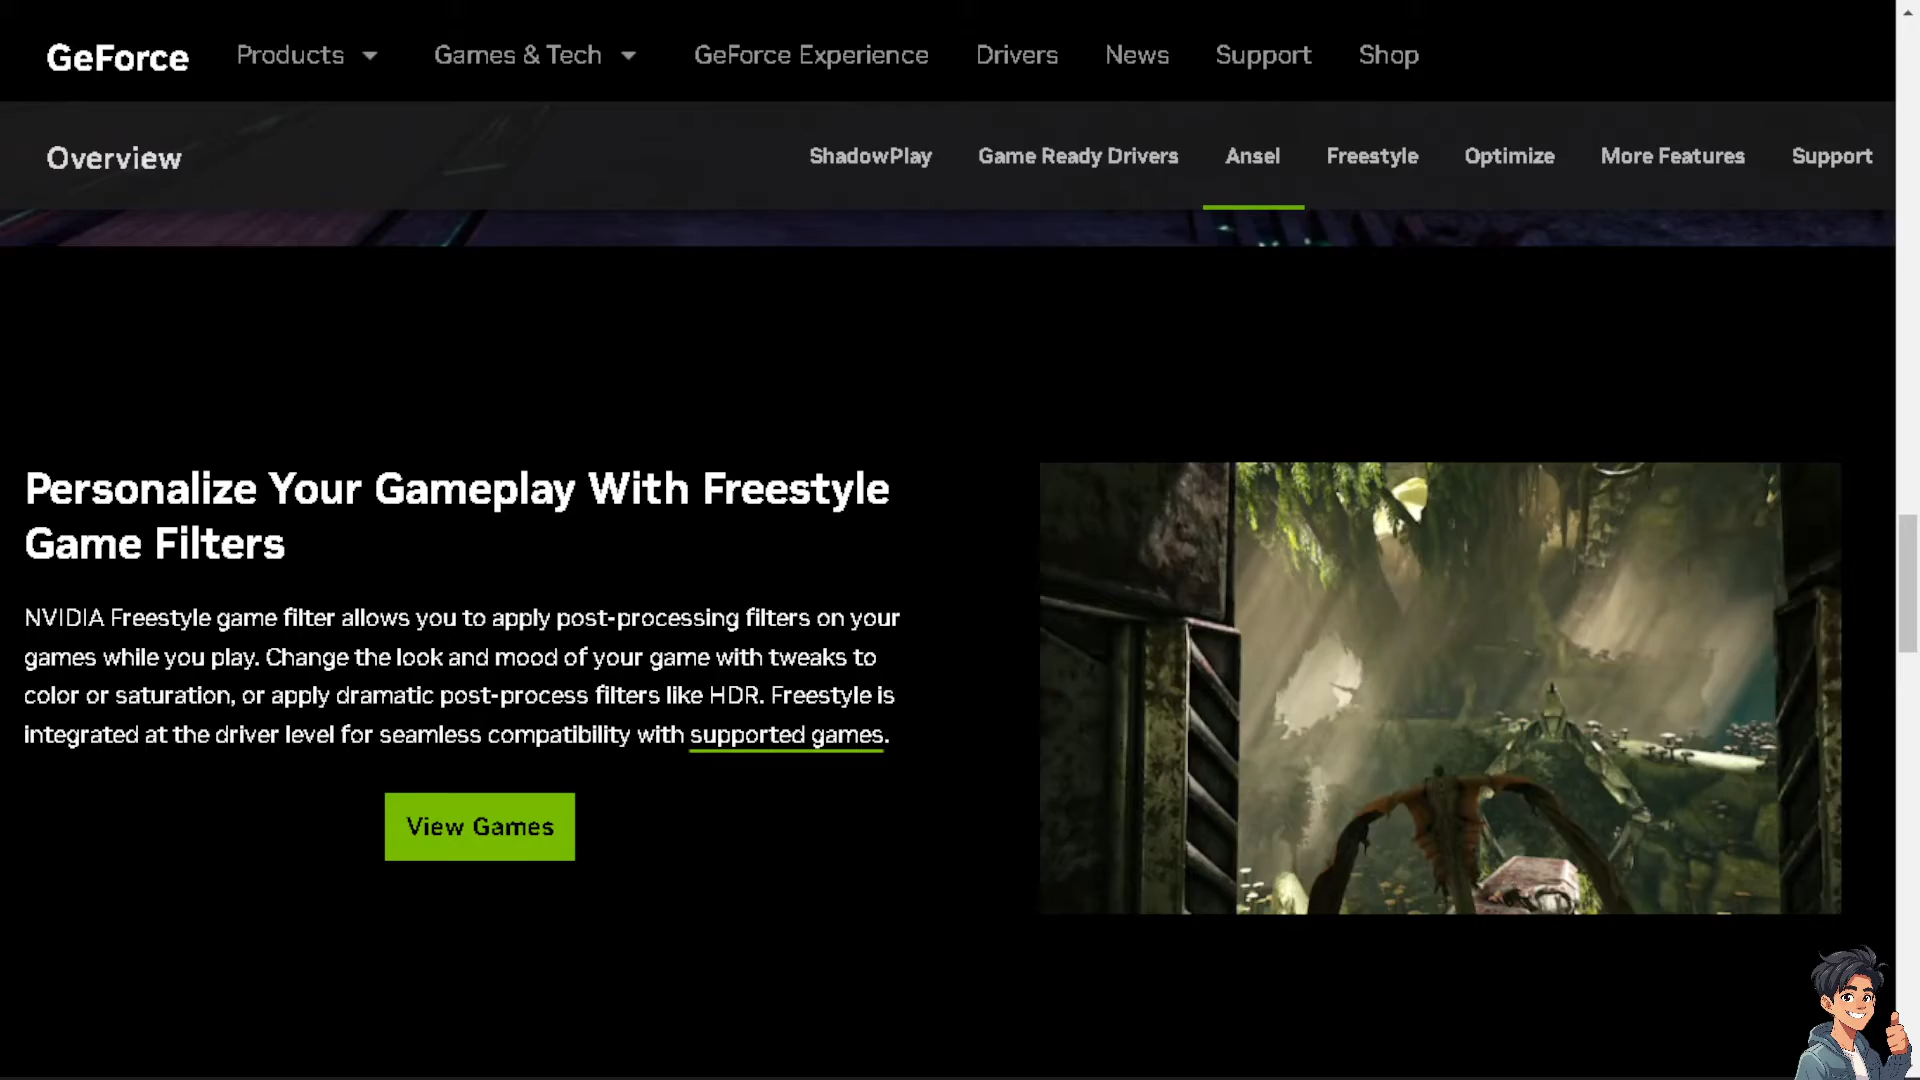 GeForce Products Games & Tech GeForce Experience Drivers News Support Shop
Overview ShadowPlay Game Ready Drivers Ansel Freestyle Optimize More Features Support
Personalize Your Gameplay With Freestyle
Game Filters
NVIDIA Freestyle game filter allows you to apply post-processing filters on your
games while you play. Change the look and mood of your game with tweaks to
color or saturation, or apply dramatic post-process filters like HDR. Freestyle is
integrated at the driver level for seamless compatibility with supported games.
View Games